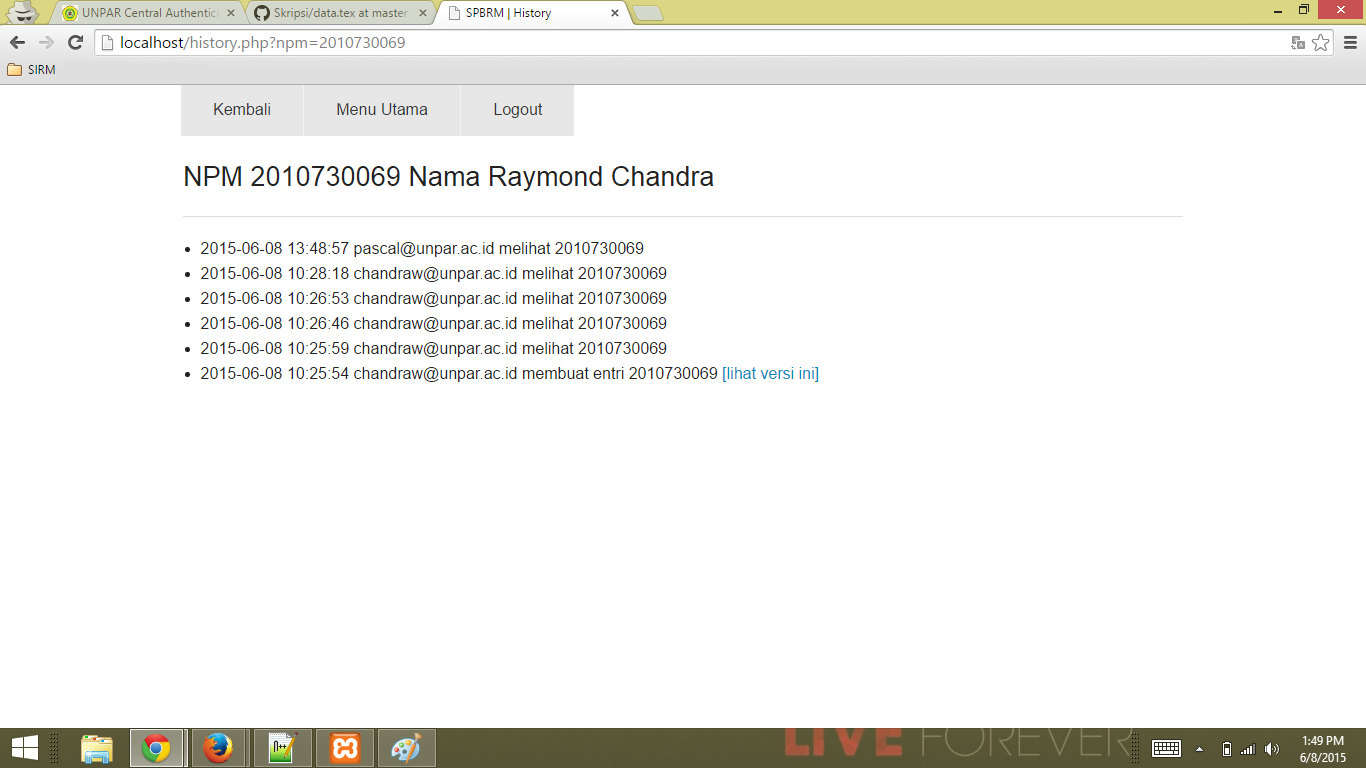 UNPAR Central Authentica
Skripsi/data.tex at master
SPBRM | History
localhost/history.php?npm=2010730069
SIRM
Kembali
Menu Utama
Logout
NPM 2010730069 Nama Raymond Chandra
2015-06-08 13:48:57 pascal@unpar.ac.id melihat 2010730069
2015-06-08 10:28:18 chandraw@unpar.ac.id melihat 2010730069
2015-06-08 10:26:53 chandraw@unpar.ac.id melihat 2010730069
2015-06-08 10:26:46 chandraw@unpar.ac.id melihat 2010730069
2015-06-08 10:25:59 chandraw@unpar.ac.id melihat 2010730069
2015-06-08 10:25:54 chandraw@unpar.ac.id membuat entri 2010730069 [lihat versi ini]
LIVE FOREVER
1:49 PM
6/8/2015